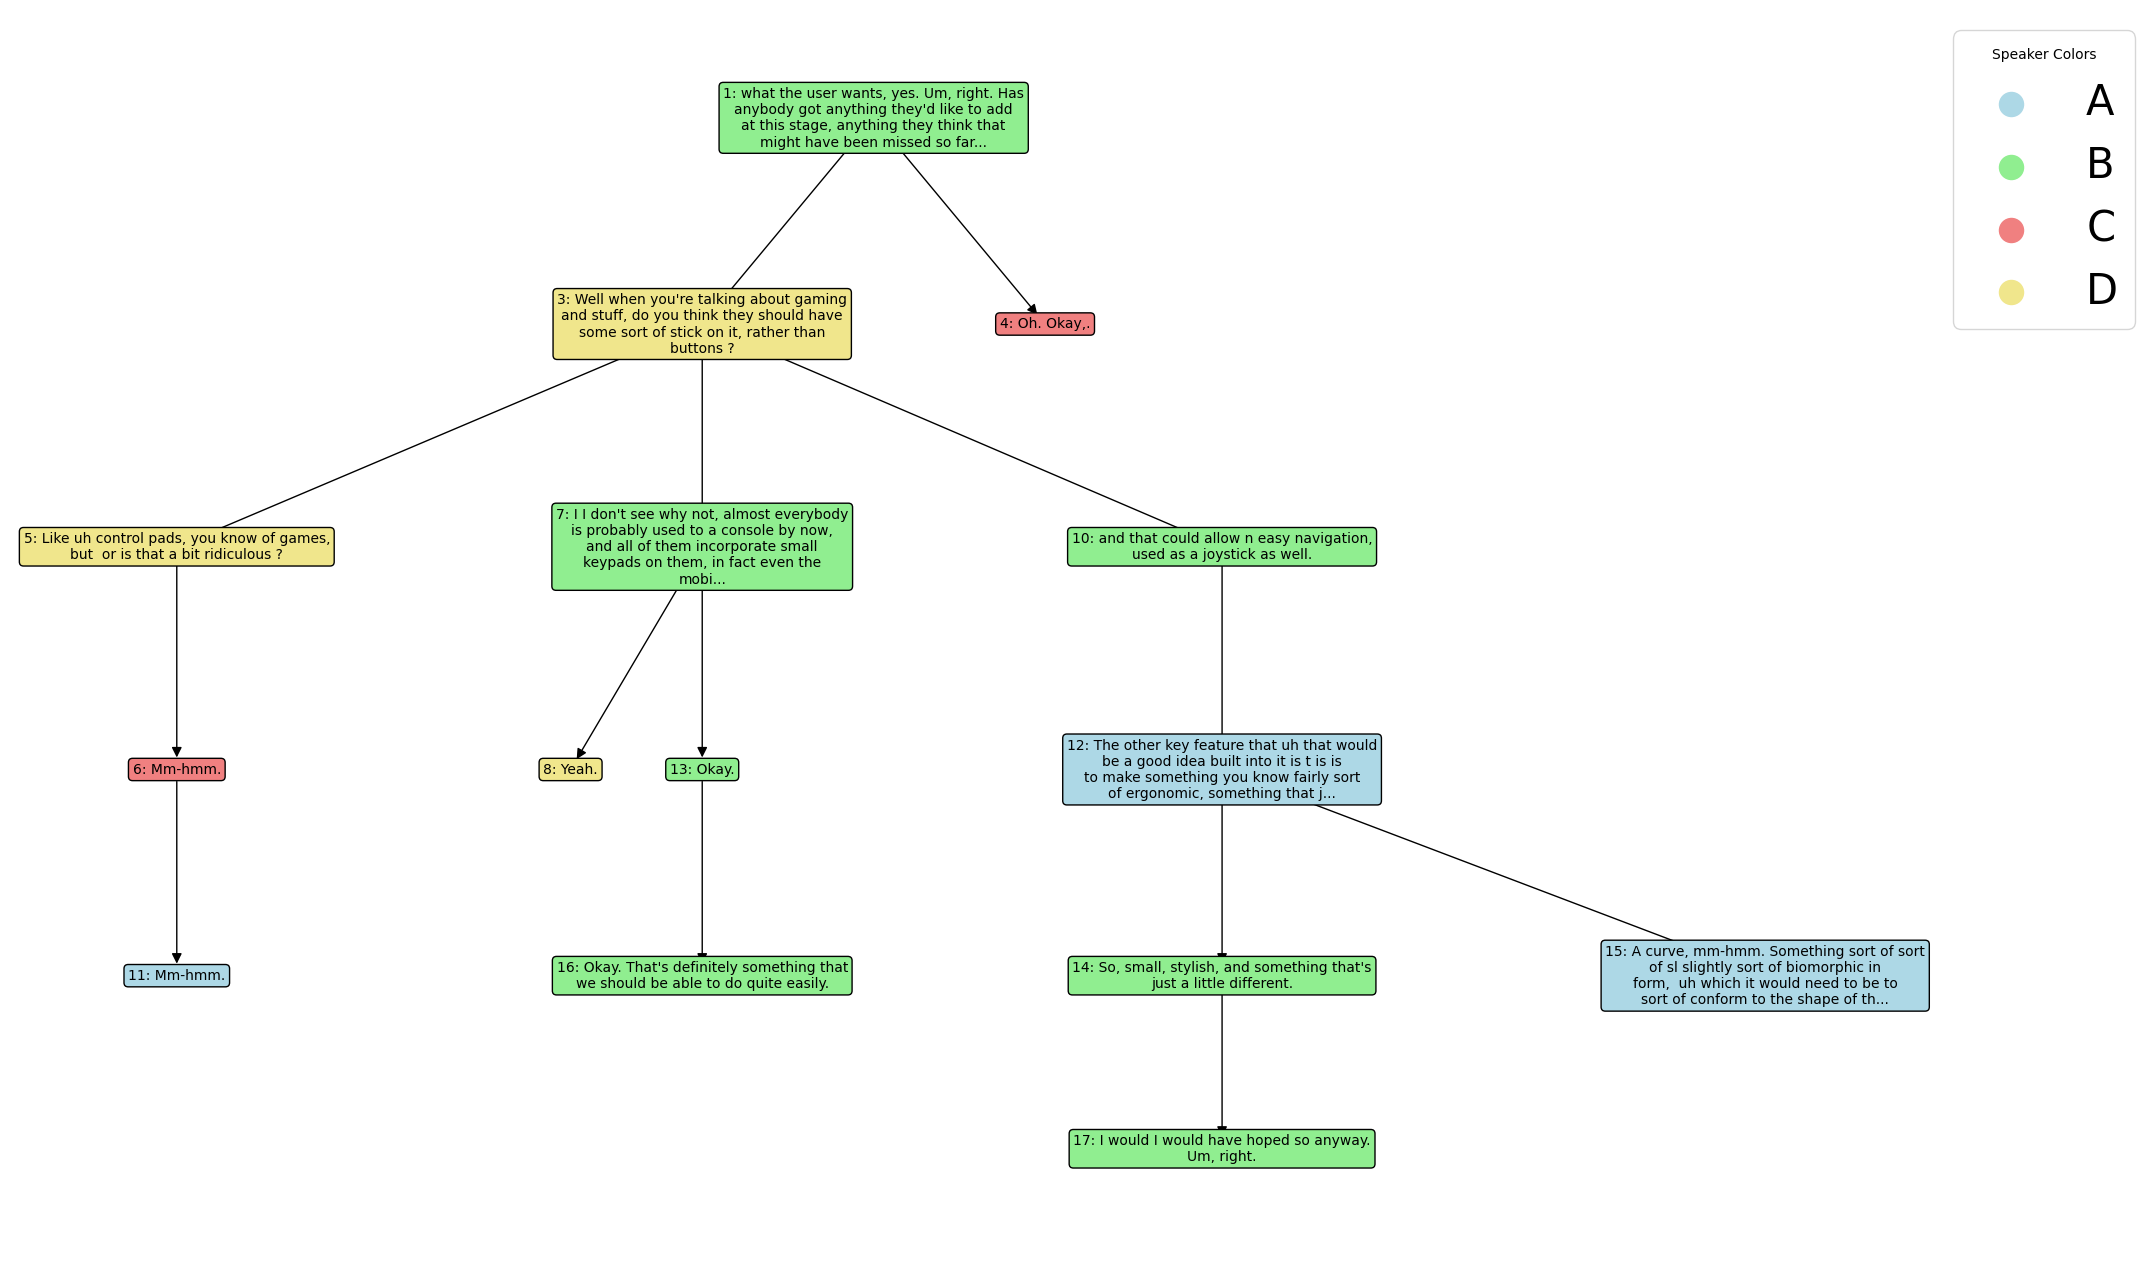 Speaker Colors
A
B
C
D
1: what the user wants, yes. Um, right. Has
anybody got anything they'd like to add
at this stage, anything they think that
might have been missed so far...
3: Well when you're talking about gaming
and stuff, do you think they should have
some sort of stick on it, rather than
buttons ?
4: Oh. Okay,.
5: Like uh control pads, you know of games,
but  or is that a bit ridiculous ?
7: I I don't see why not, almost everybody
is probably used to a console by now,
and all of them incorporate small
keypads on them, in fact even the
mobi...
10: and that could allow n easy navigation,
used as a joystick as well.
6: Mm-hmm.
8: Yeah.
13: Okay.
12: The other key feature that uh that would
be a good idea built into it is t is is
to make something you know fairly sort
of ergonomic, something that j...
11: Mm-hmm.
16: Okay. That's definitely something that
we should be able to do quite easily.
14: So, small, stylish, and something that's
just a little different.
15: A curve, mm-hmm. Something sort of sort
of sl slightly sort of biomorphic in
form,  uh which it would need to be to
sort of conform to the shape of th...
17: I would I would have hoped so anyway.
Um, right.